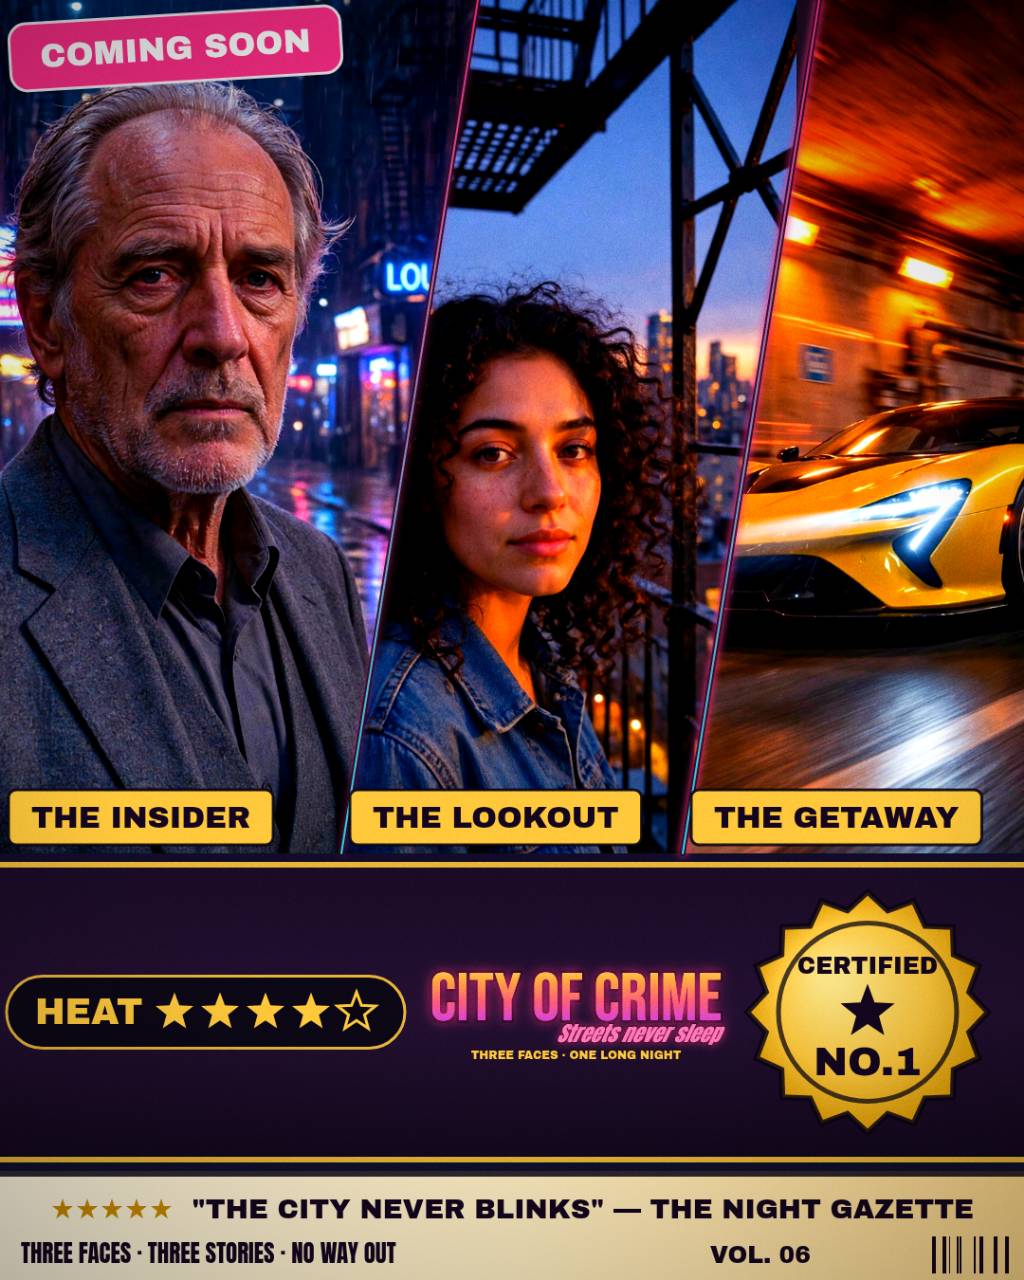 COMING SOON
LOU
THE INSIDER
THE LOOKOUT
THE GETAWAY
HEAT ★★★★☆
CITY OF CRIME
Streets never sleep
THREE FACES · ONE LONG NIGHT
CERTIFIED
★
NO.1
★★★★★ "THE CITY NEVER BLINKS" — THE NIGHT GAZETTE
THREE FACES · THREE STORIES · NO WAY OUT
VOL. 06